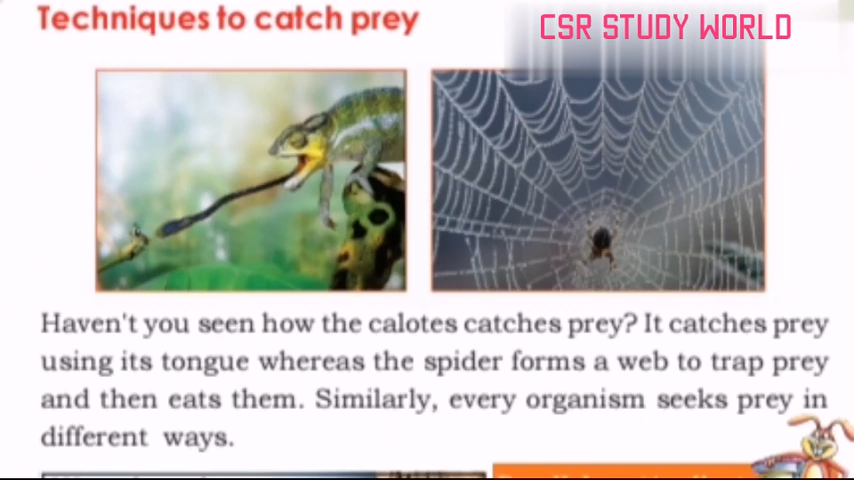 Techniques to catch prey
CSR STUDY WORLD
Haven't you seen how the calotes catches prey? It catches prey
using its tongue whereas the spider forms a web to trap prey
and then eats them. Similarly, every organism seeks prey in
different ways.